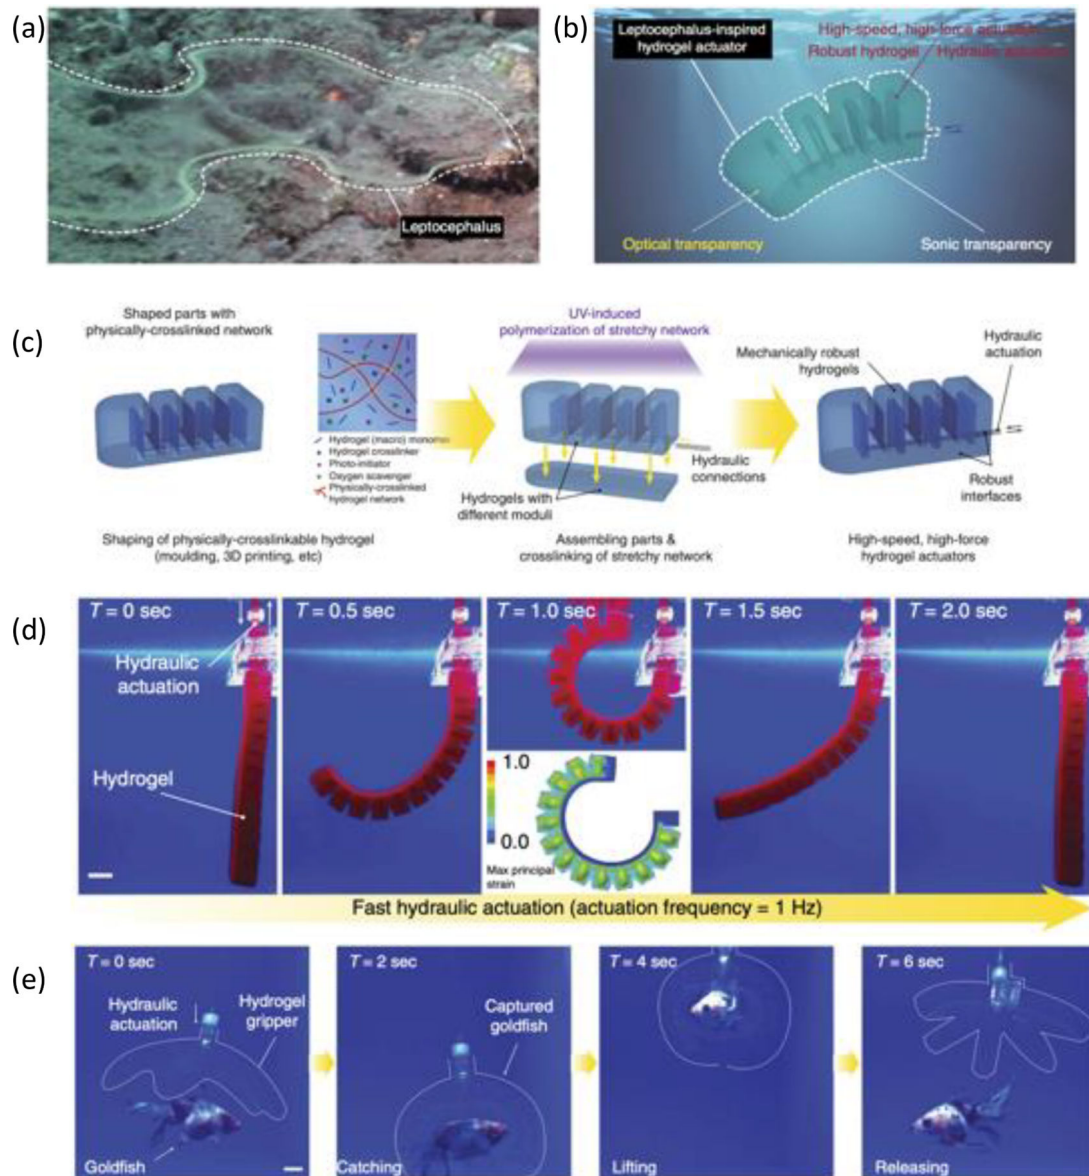 (a)
Leptocephalus
(b)
Leptocephalus-inspired
hydrogel actuator
High-speed, high-force actuation
Robust hydrogel / Hydraulic actuation
Optical transparency
Sonic transparency
(c)
Shaped parts with
physically-crosslinked network
Hydrogel (macro) monomer
Hydrogel crosslinker
Photo-initiator
Oxygen scavenger
Physically-crosslinked
hydrogel network
Shaping of physically-crosslinkable hydrogel
(moulding, 3D printing, etc)
UV-induced
polymerization of stretchy network
Hydraulic
connections
Hydrogels with
different moduli
Assembling parts &
crosslinking of stretchy network
Mechanically robust
hydrogels
Hydraulic
actuation
Robust
interfaces
High-speed, high-force
hydrogel actuators
(d)
T = 0 sec
Hydraulic
actuation
Hydrogel
T = 0.5 sec
T = 1.0 sec
1.0
0.0
Max principal
strain
T = 1.5 sec
T = 2.0 sec
Fast hydraulic actuation (actuation frequency = 1 Hz)
(e)
T = 0 sec
Hydraulic
actuation
Hydrogel
gripper
Goldfish
T = 2 sec
Captured
goldfish
Catching
T = 4 sec
Lifting
T = 6 sec
Releasing